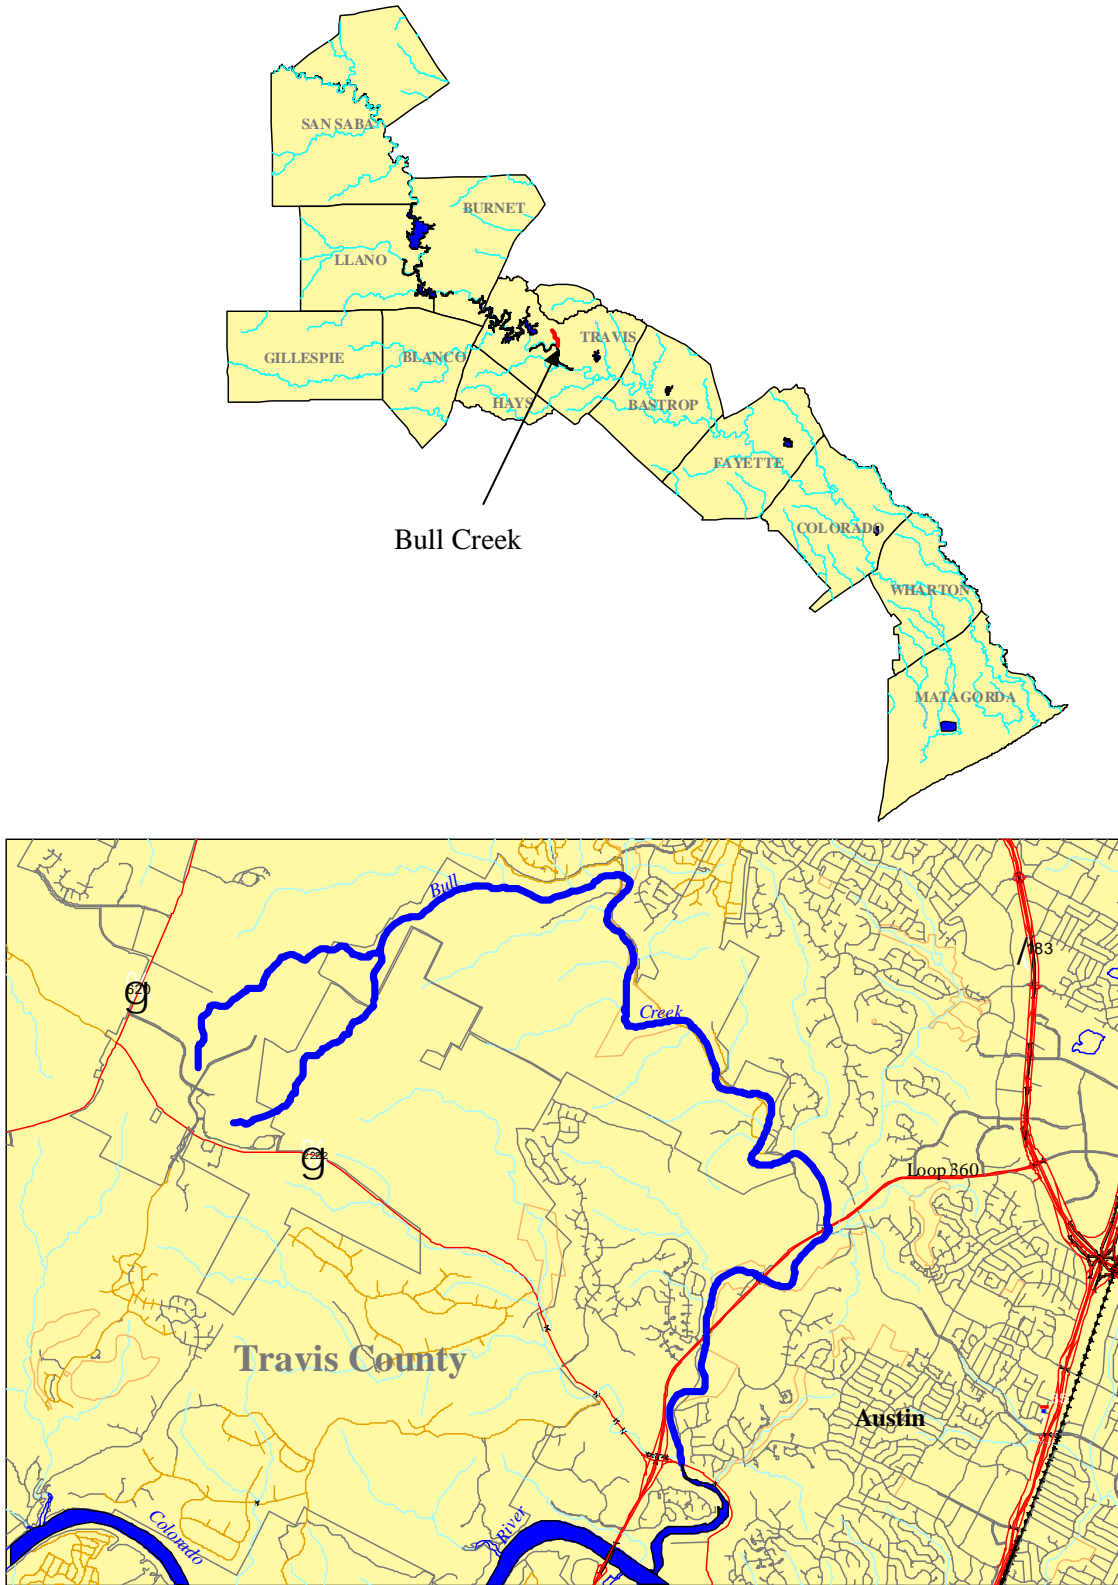 SAN SABA
BURNET
LLANO
TRAVIS
GILLESPIE
BLANCO
HAYS
BASTROP
FAYETTE
Bull Creek
COLORADO
WHARTON
MATAGORDA
Bull
183
g
620
Creek
g
2222
Loop 360
Travis County
Austin
Colorado
River